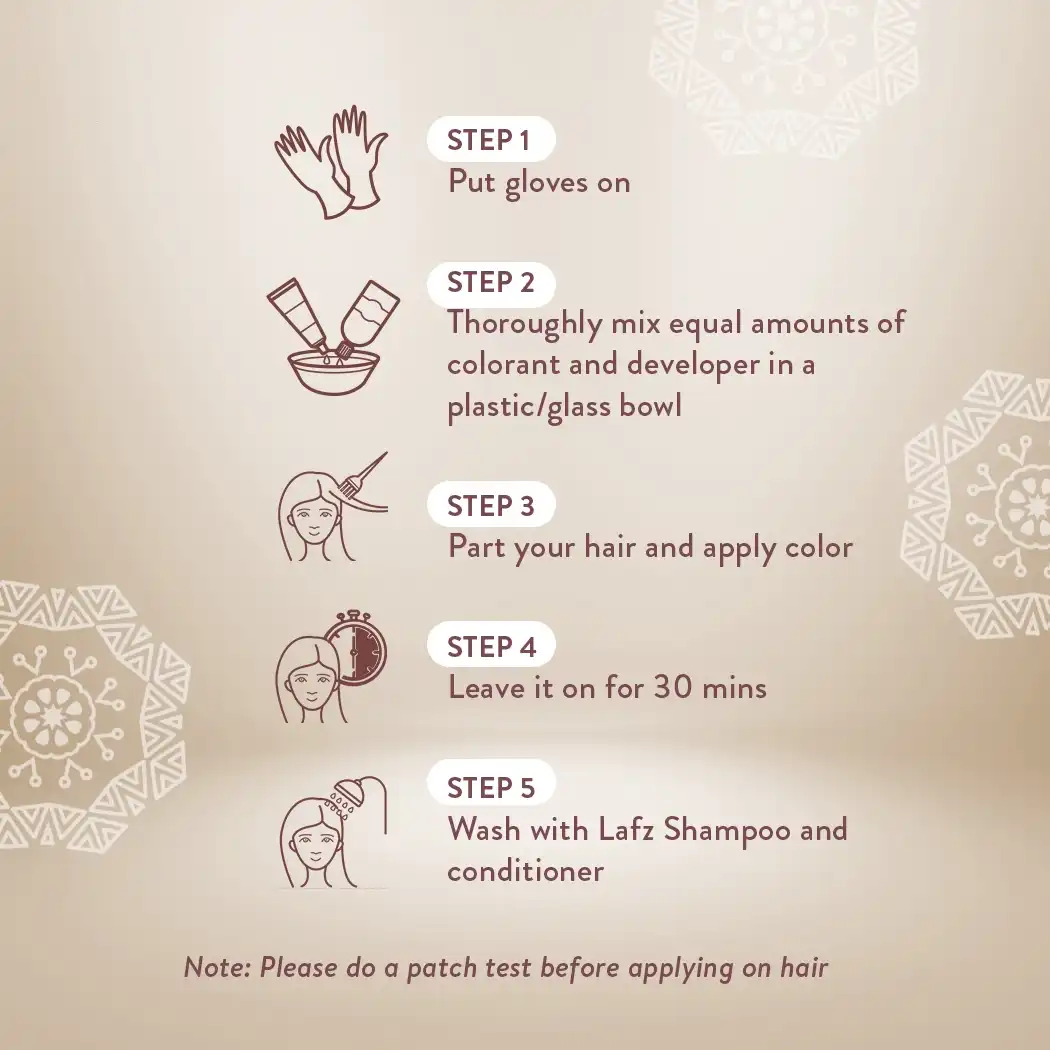 STEP 1
Put gloves on
STEP 2
Thoroughly mix equal amounts of
colorant and developer in a
plastic/glass bowl
STEP 3
Part your hair and apply color
STEP 4
Leave it on for 30 mins
STEP 5
Wash with Lafz Shampoo and
conditioner
Note: Please do a patch test before applying on hair